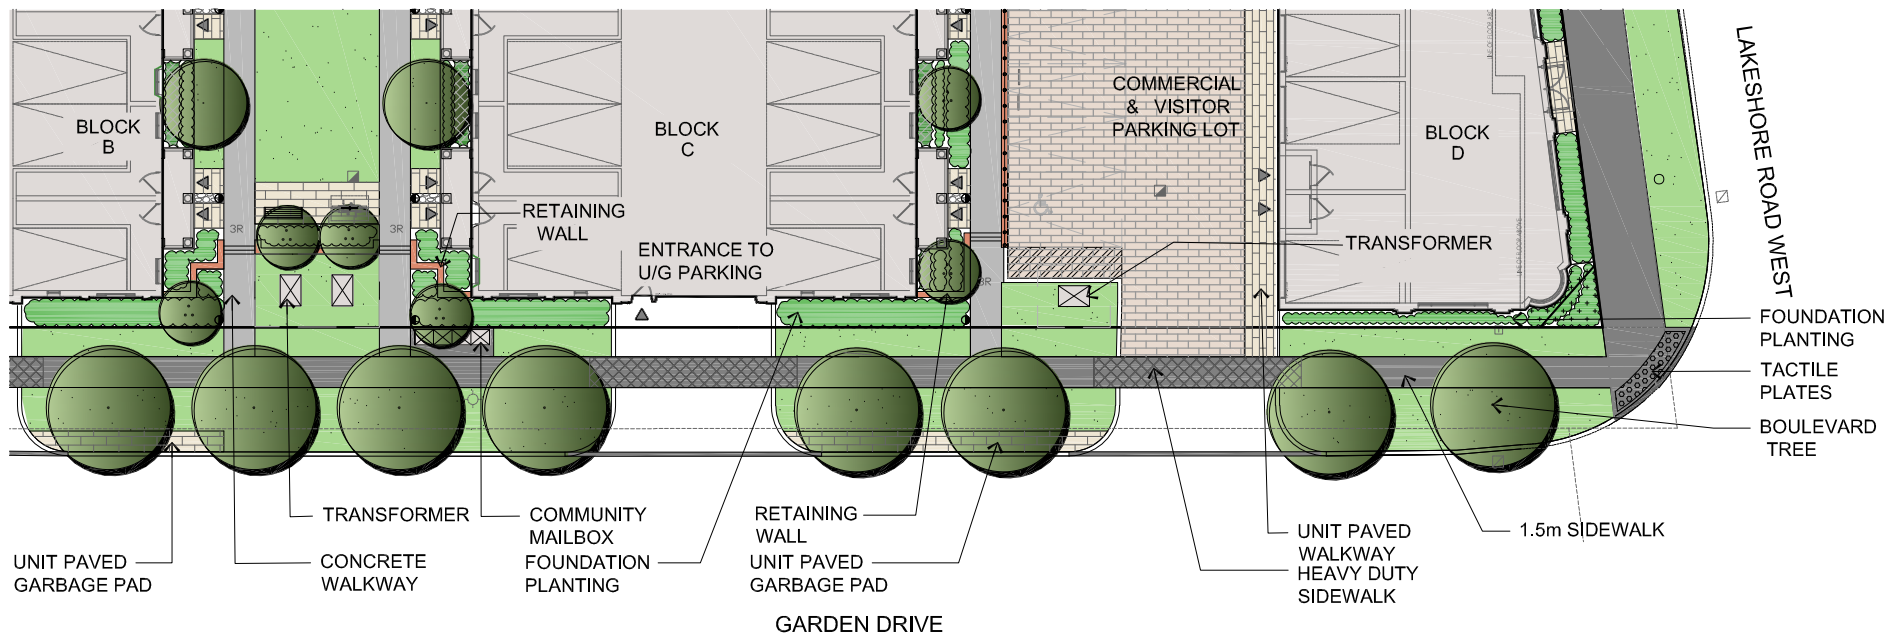 LAKESHORE ROAD WEST
COMMERCIAL
& VISITOR
PARKING LOT
BLOCK
B
BLOCK
C
BLOCK
D
RETAINING
WALL
3R
3R
ENTRANCE TO
U/G PARKING
TRANSFORMER
3R
FOUNDATION
PLANTING
TACTILE
PLATES
BOULEVARD
TREE
TRANSFORMER
COMMUNITY
MAILBOX
RETAINING
WALL
UNIT PAVED
WALKWAY
1.5m SIDEWALK
UNIT PAVED
GARBAGE PAD
CONCRETE
WALKWAY
FOUNDATION
PLANTING
UNIT PAVED
GARBAGE PAD
HEAVY DUTY
SIDEWALK
GARDEN DRIVE